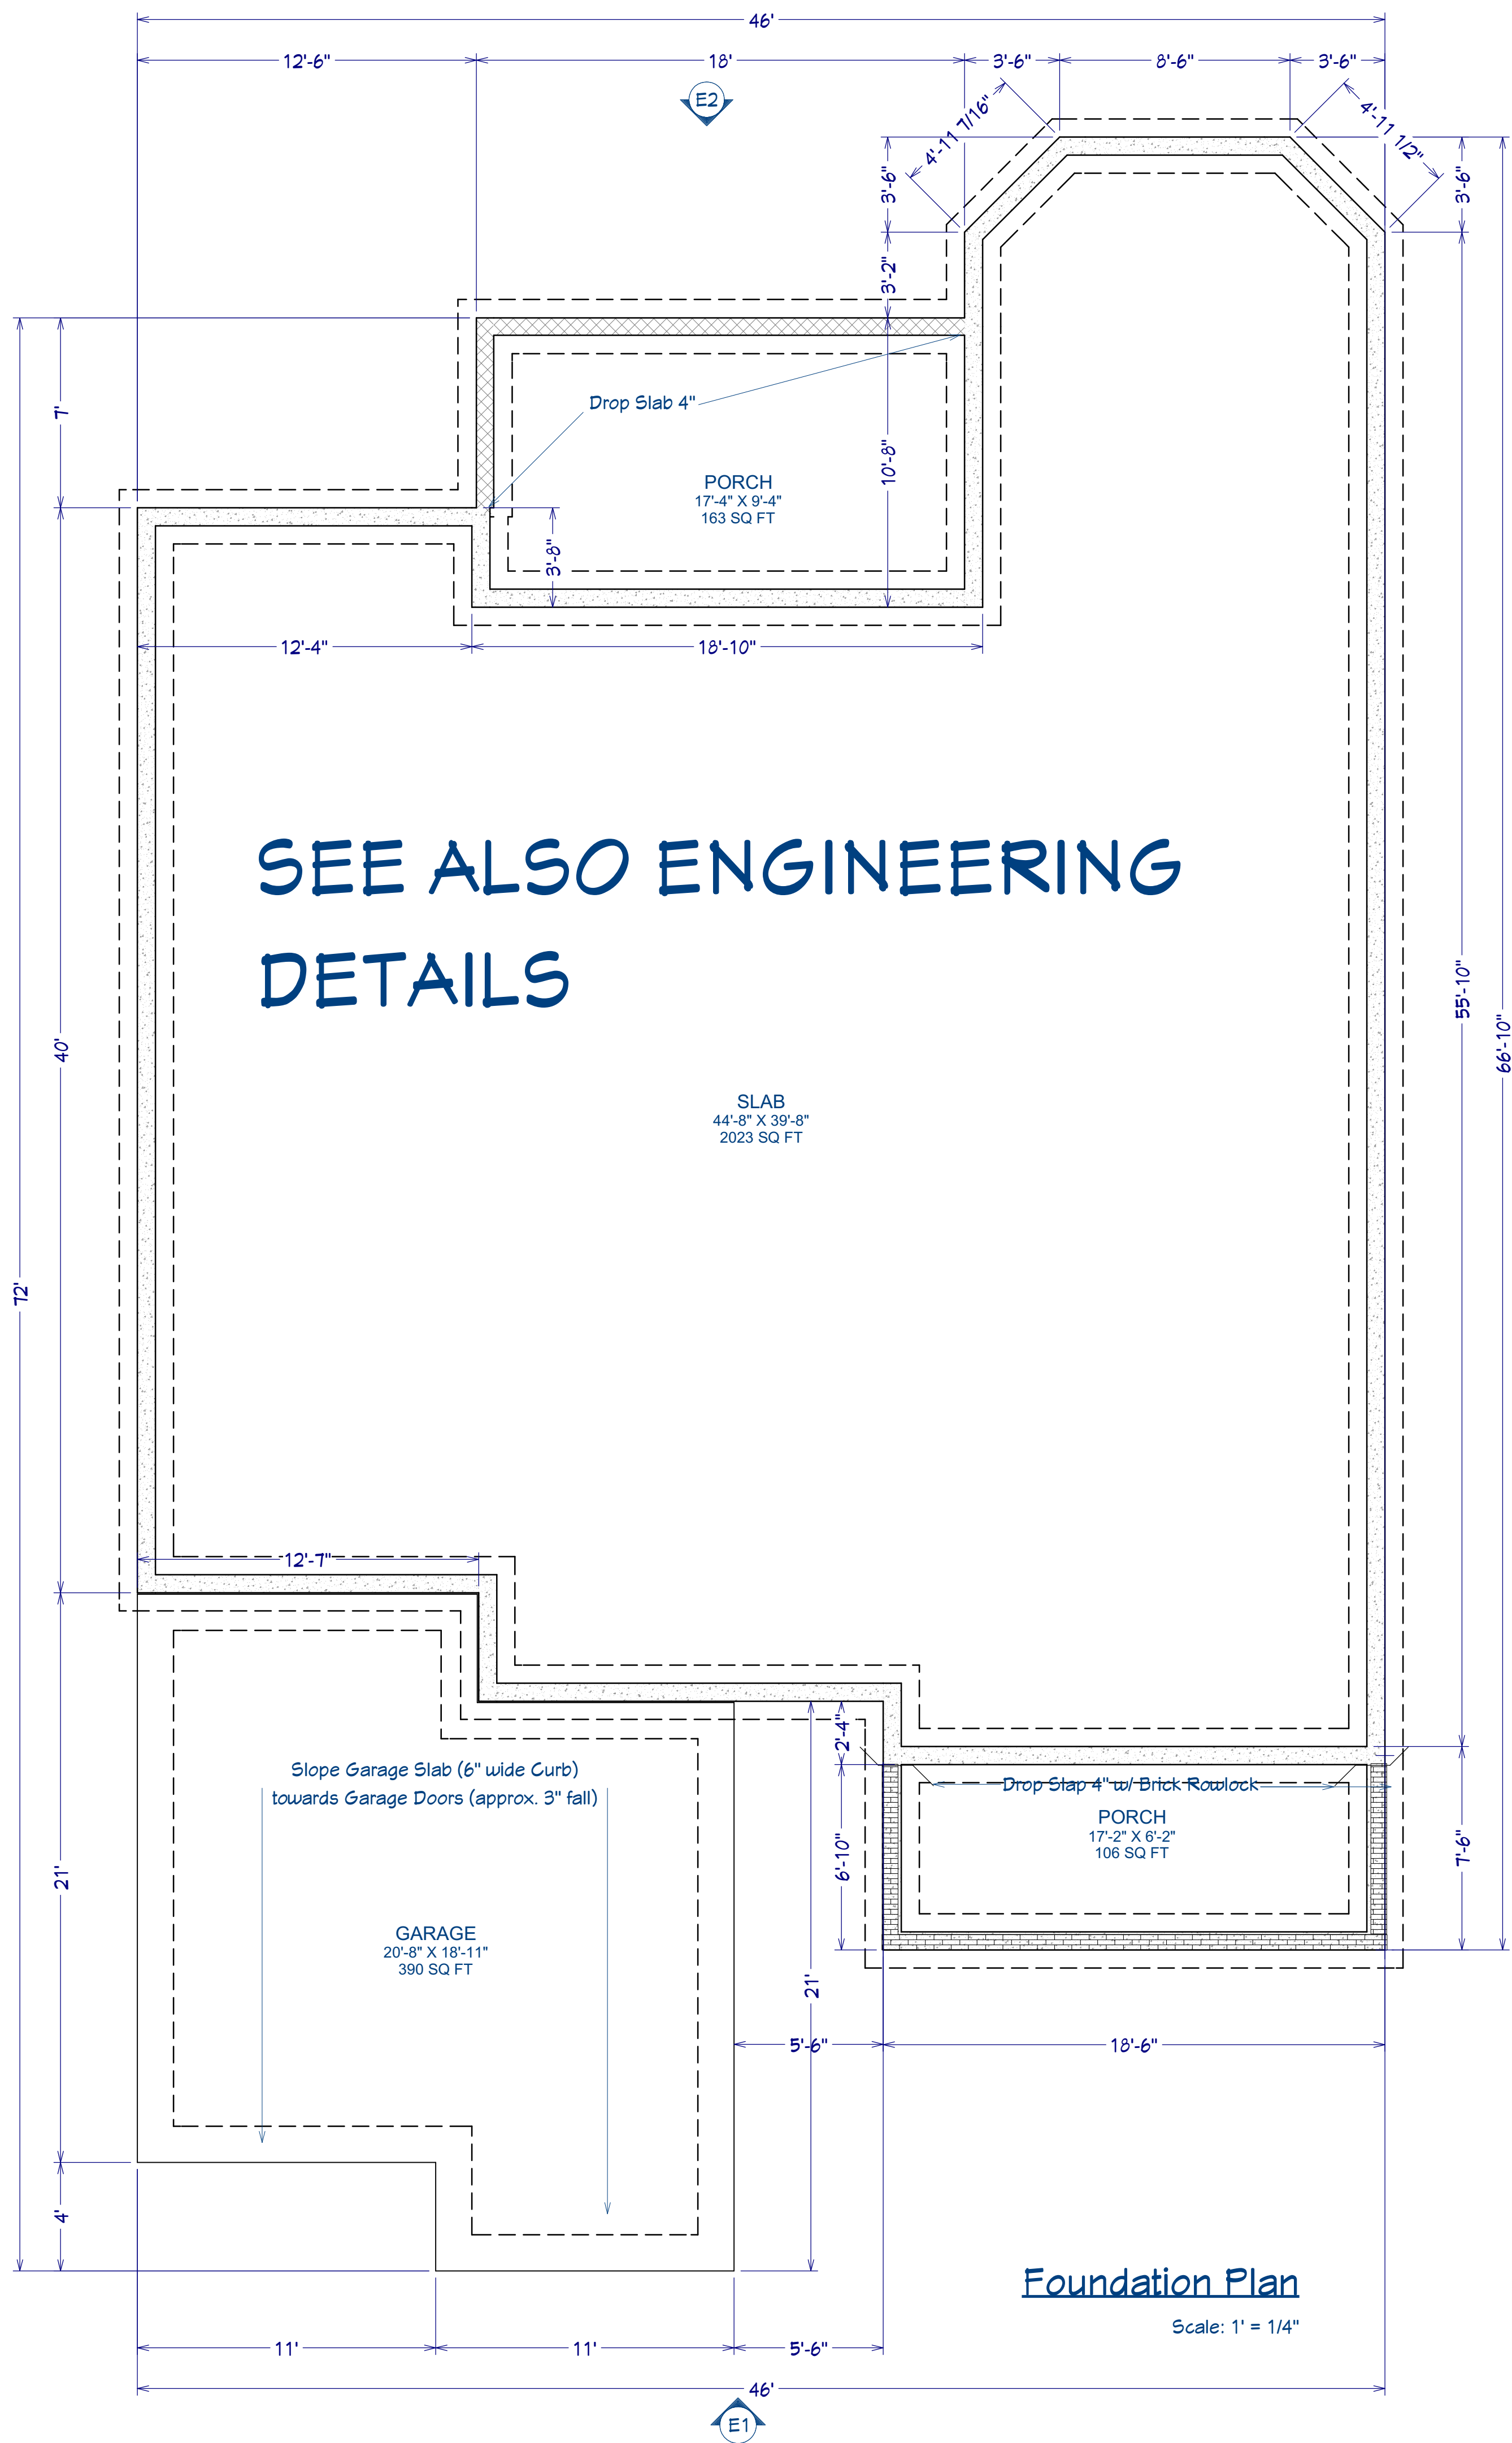 46'
12'-6"
18'
3'-6"
8'-6"
3'-6"
E2
4'-11 7/16"
4'-11 1/2"
3'-6"
3'-6"
3'-2"
7'
Drop Slab 4"
10'-8"
PORCH
17'-4" X 9'-4"
163 SQ FT
3'-8"
12'-4"
18'-10"
SEE ALSO ENGINEERING
DETAILS
55'-10"
66'-10"
40'
SLAB
44'-8" X 39'-8"
2023 SQ FT
72'
12'-7"
2'-4"
Slope Garage Slab (6" wide Curb)
towards Garage Doors (approx. 3" fall)
Drop Slap 4" w/ Brick Rowlock
PORCH
17'-2" X 6'-2"
106 SQ FT
6'-10"
7'-6"
21'
GARAGE
20'-8" X 18'-11"
390 SQ FT
21'
5'-6"
18'-6"
4'
Foundation Plan
Scale: 1' = 1/4"
11'
11'
5'-6"
46'
E1